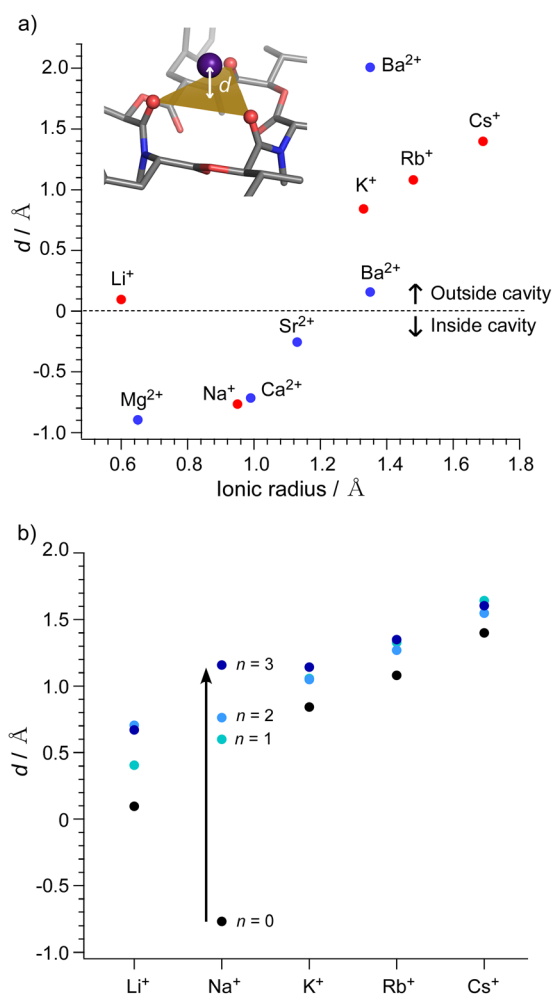 a)
2.0
1.5
1.0
0.5
0
-0.5
-1.0
d / Å
d
Ba²⁺
Cs⁺
Rb⁺
K⁺
Ba²⁺
Li⁺
Outside cavity
Inside cavity
Sr²⁺
Na⁺
Ca²⁺
Mg²⁺
0.6 0.8 1.0 1.2 1.4 1.6 1.8
Ionic radius / Å
b)
2.0
1.5
1.0
0.5
0
-0.5
-1.0
d / Å
n = 3
n = 2
n = 1
n = 0
Li⁺ Na⁺ K⁺ Rb⁺ Cs⁺